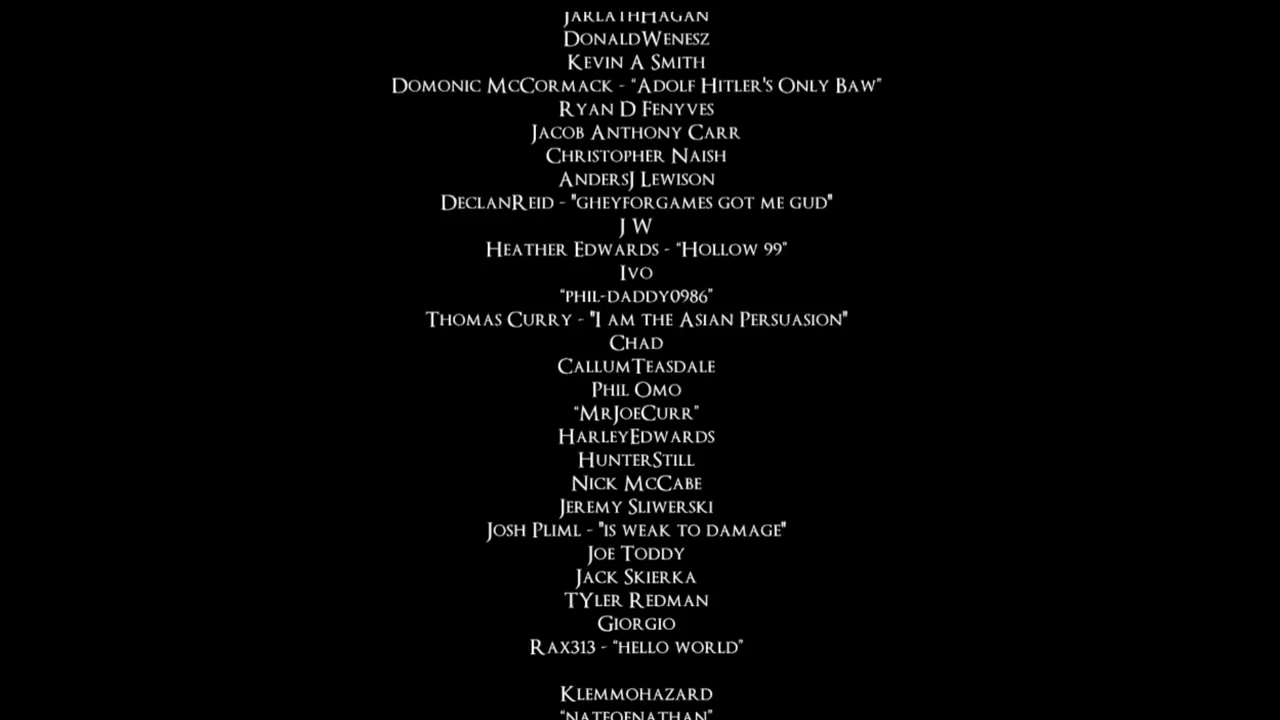 JarlathHagan
DonaldWenesz
Kevin A Smith
Domonic McCormack - “Adolf Hitler's Only Baw”
Ryan D Fenyves
Jacob Anthony Carr
Christopher Naish
AndersJ Lewison
DeclanReid - "gheyforgames got me gud"
J W
Heather Edwards - “Hollow 99”
Ivo
“phil-daddy0986”
Thomas Curry - "I am the Asian Persuasion"
Chad
CallumTeasdale
Phil Omo
“MrJoeCurr”
HarleyEdwards
HunterStill
Nick McCabe
Jeremy Sliwerski
Josh Pliml - "is weak to damage"
Joe Toddy
Jack Skierka
TYler Redman
Giorgio
Rax313 - “hello world”
Klemmohazard
“nateofnathan”